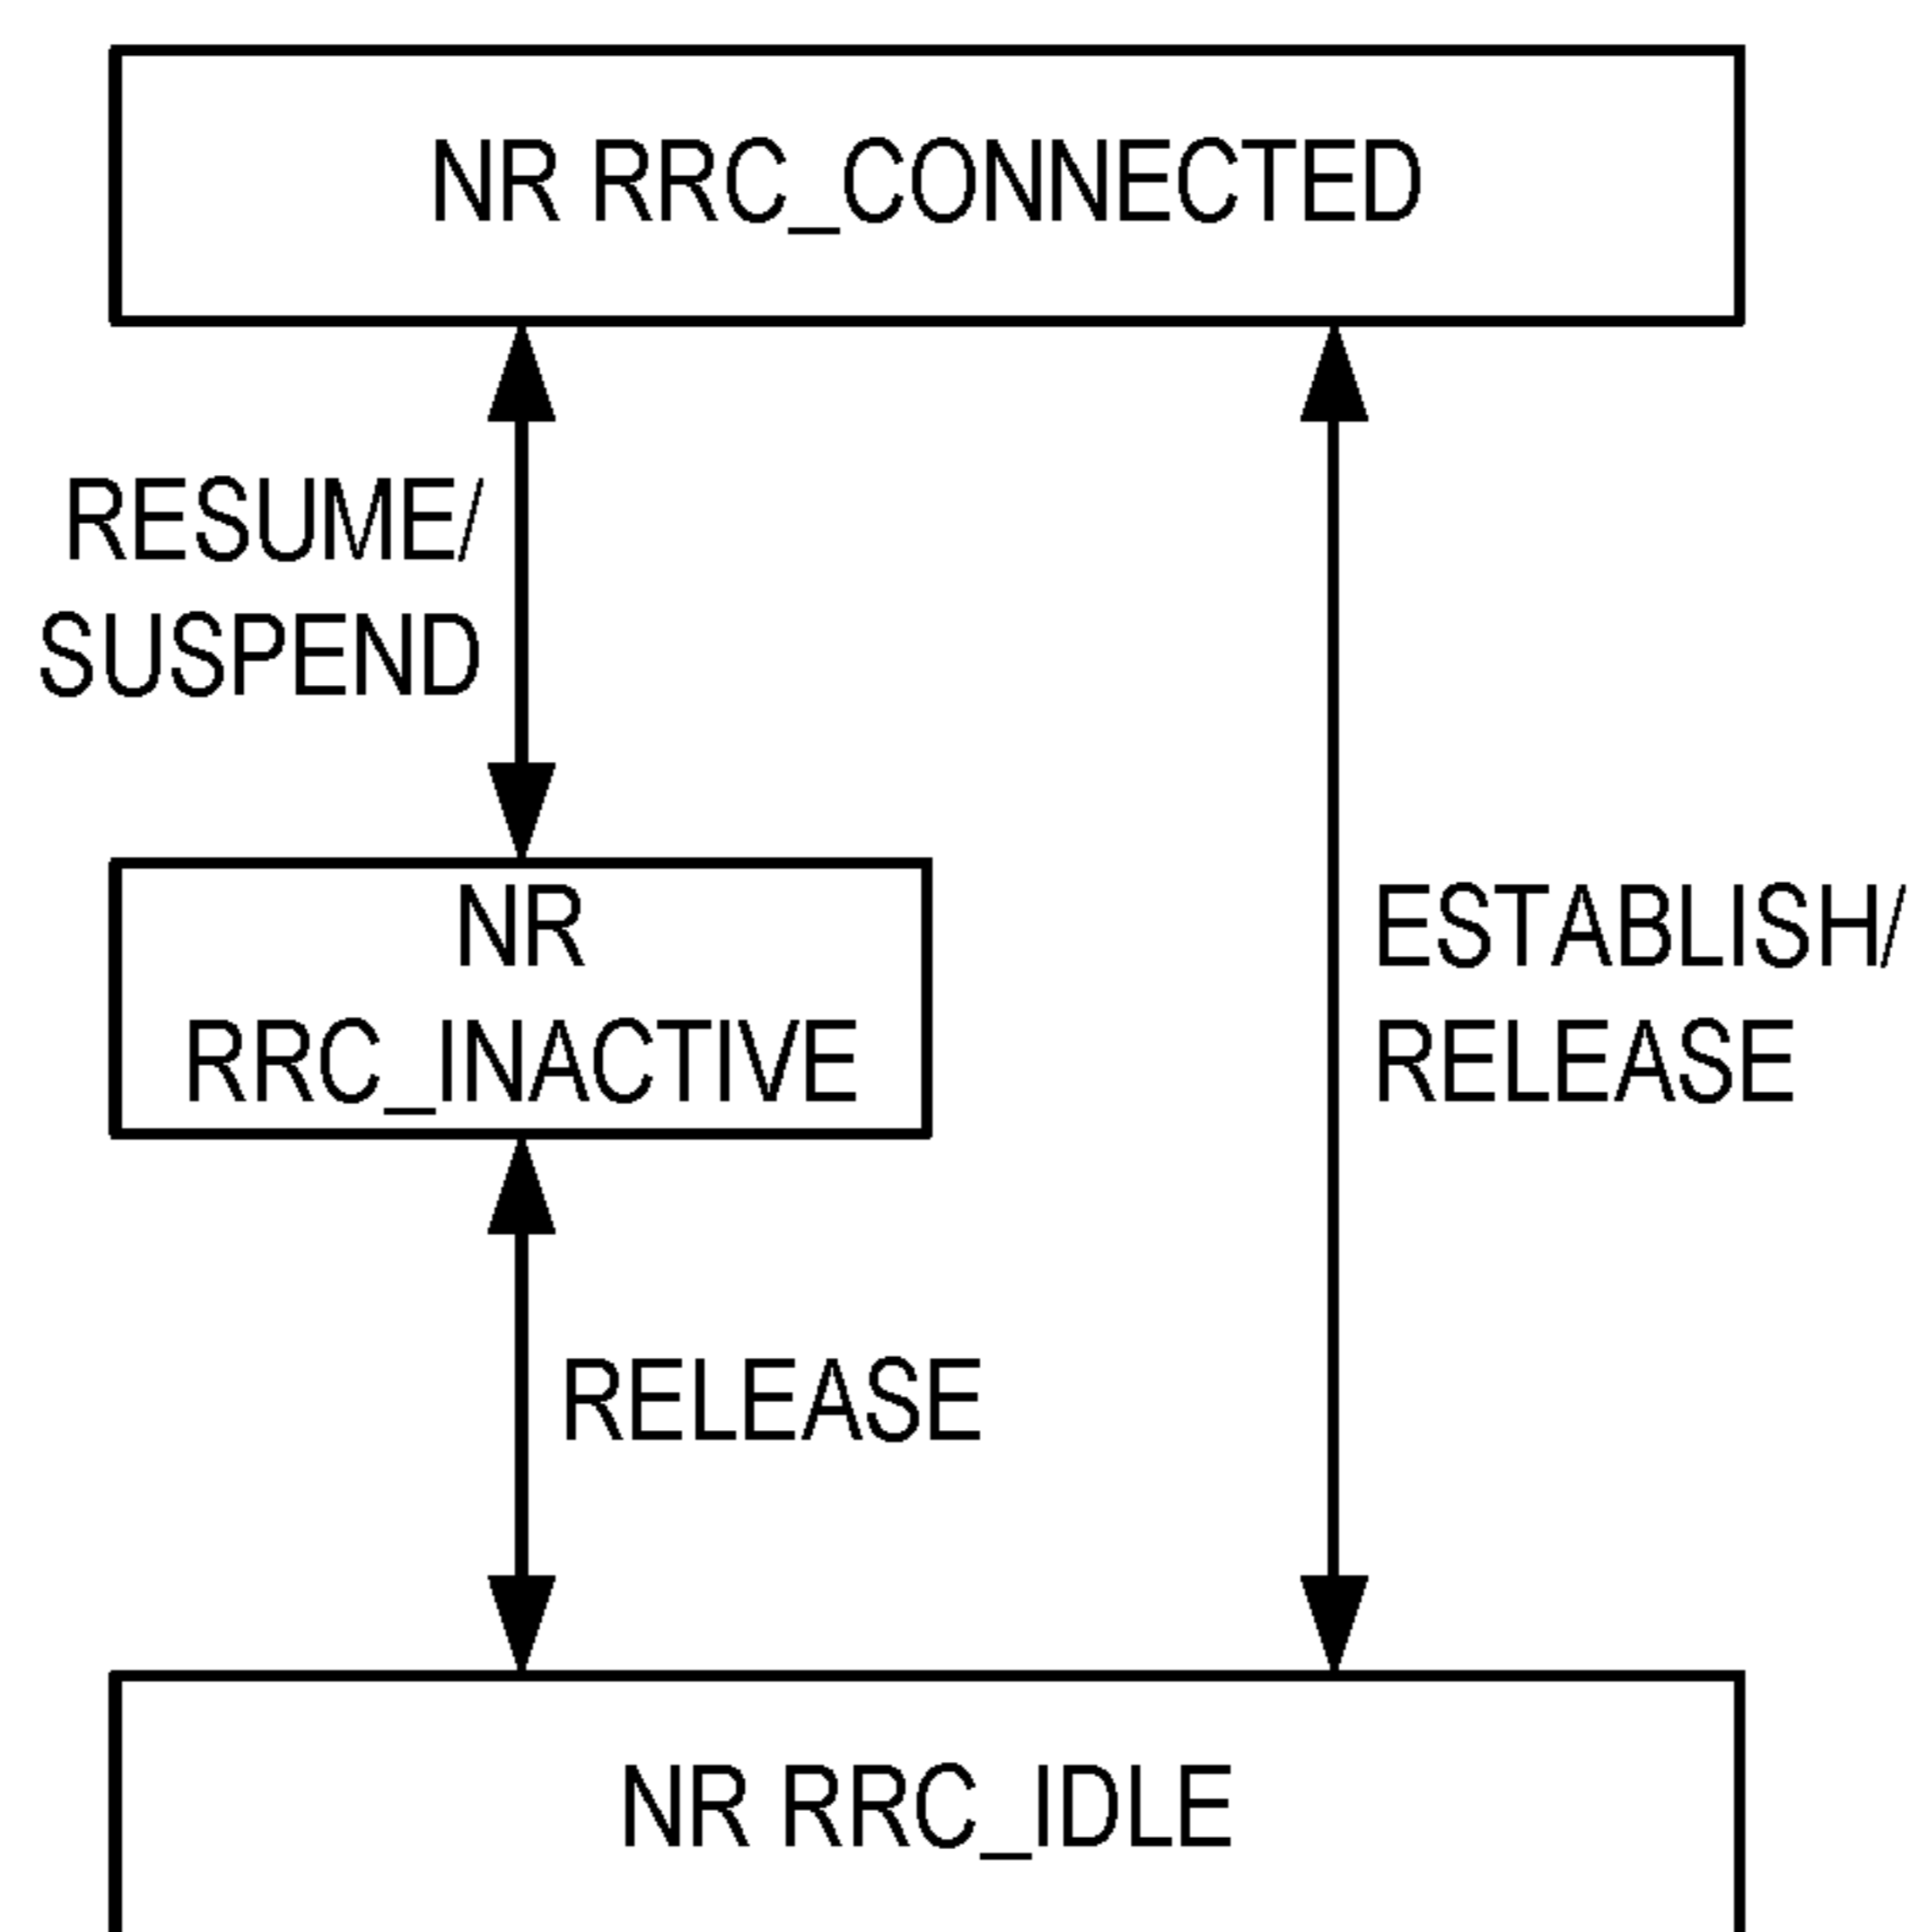 NR RRC_CONNECTED
RESUME/
SUSPEND
NR
RRC_INACTIVE
ESTABLISH/
RELEASE
RELEASE
NR RRC_IDLE